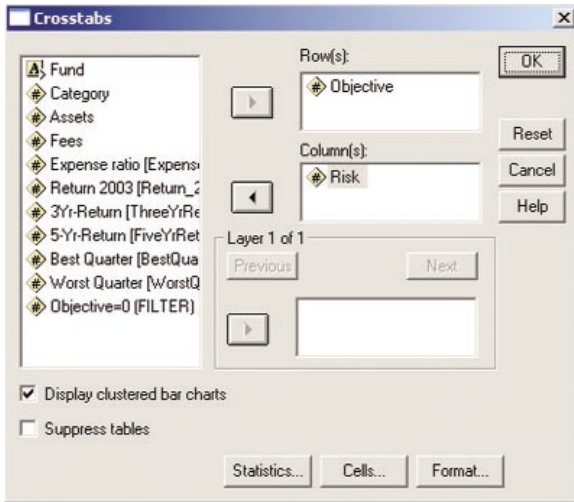 Crosstabs
Fund
Category
Assets
Fees
Expense ratio [Expens
Return 2003 [Return_2
3Yr-Return [ThreeYrRe
5-Yr-Return [FiveYrRet
Best Quarter [BestQua
Worst Quarter [WorstQ
Objective=0 (FILTER)
Row(s):
Objective
Column(s):
Risk
Layer 1 of 1
Previous
Next
OK
Reset
Cancel
Help
Display clustered bar charts
Suppress tables
Statistics...
Cells...
Format...